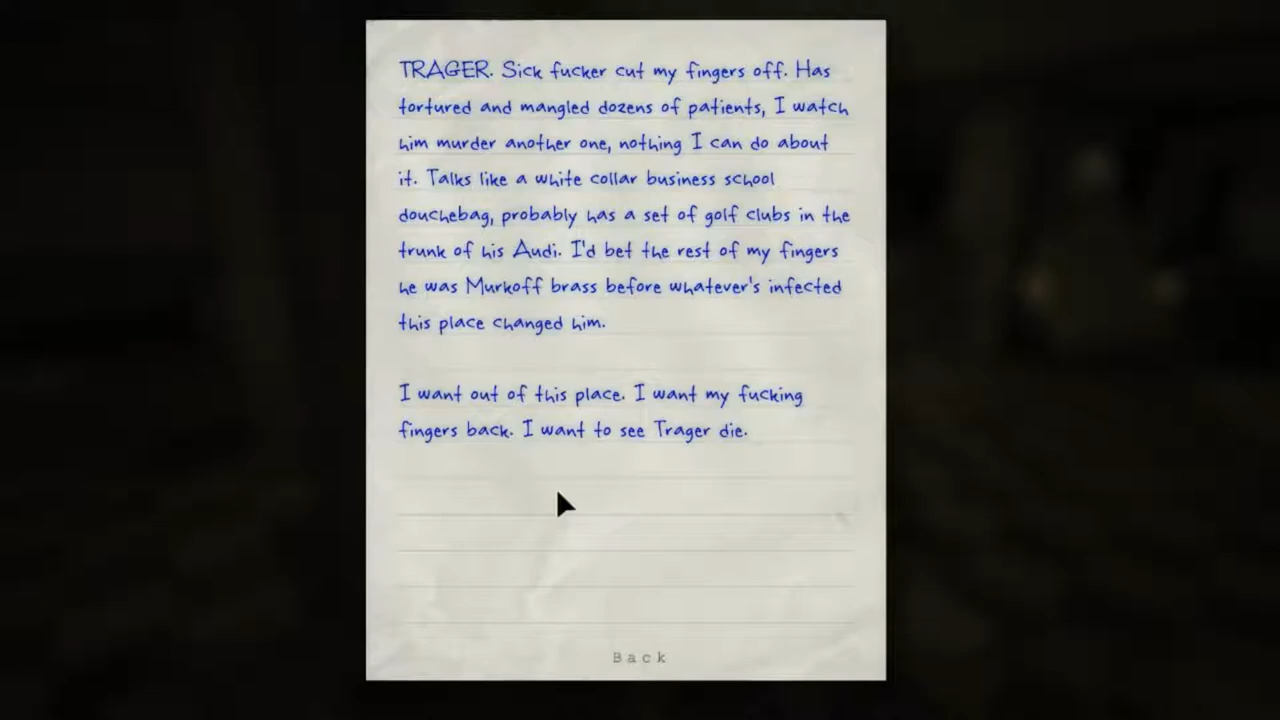 TRAGER. Sick fucker cut my fingers off. Has
tortured and mangled dozens of patients, I watch
him murder another one, nothing I can do about
it. Talks like a white collar business school
douchebag, probably has a set of golf clubs in the
trunk of his Audi. I'd bet the rest of my fingers
he was Murkoff brass before whatever's infected
this place changed him.
I want out of this place. I want my fucking
fingers back. I want to see Trager die.
Back